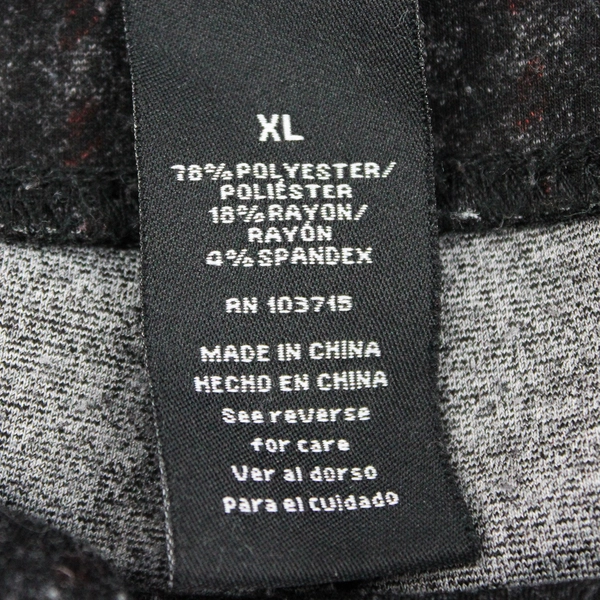 XL
78% POLYESTER/
POLIÉSTER
18% RAYON/
RAYÓN
4% SPANDEX
RN 103715
MADE IN CHINA
HECHO EN CHINA
See reverse
for care
Ver al dorso
Para el cuidado